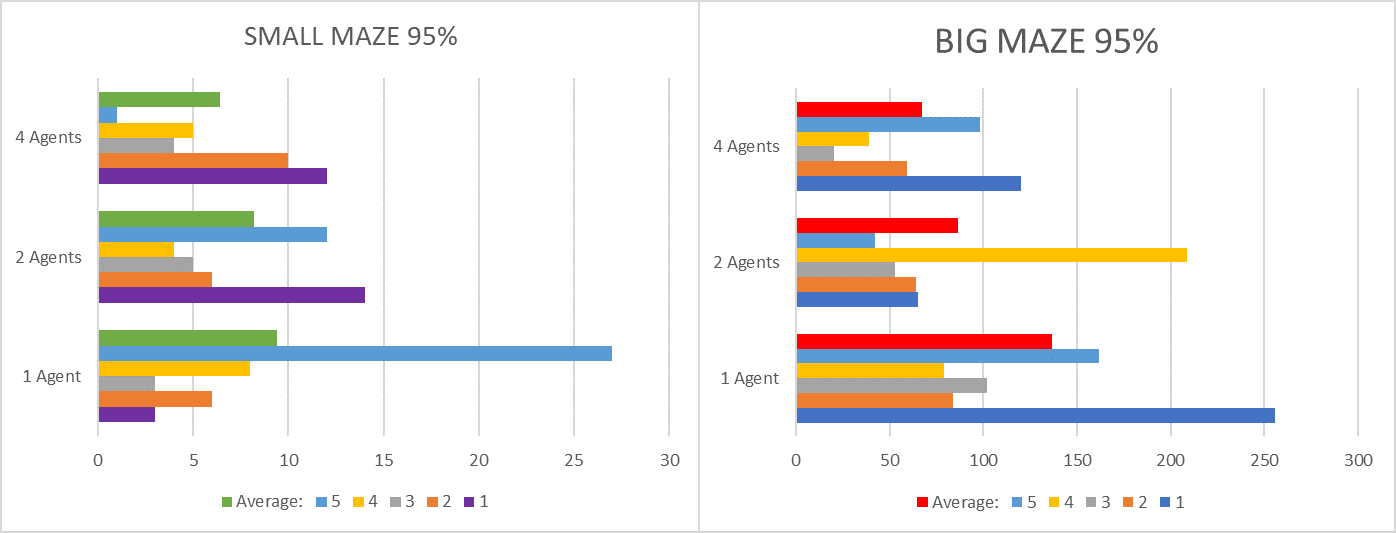 SMALL MAZE 95%
4 Agents
2 Agents
1 Agent
0 5 10 15 20 25 30
Average: 5 4 3 2 1
BIG MAZE 95%
4 Agents
2 Agents
1 Agent
0 50 100 150 200 250 300
Average: 5 4 3 2 1